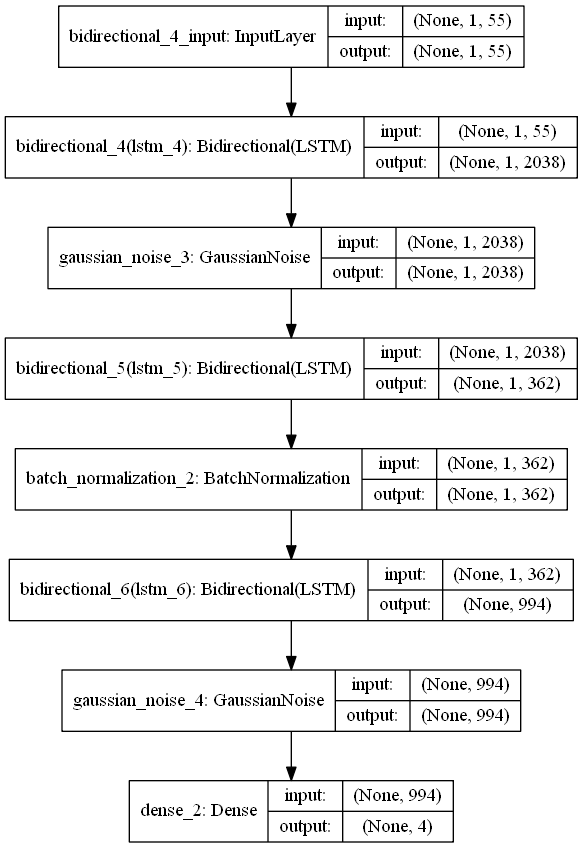 bidirectional_4_input: InputLayer
input: (None, 1, 55)
output: (None, 1, 55)
bidirectional_4(lstm_4): Bidirectional(LSTM)
input: (None, 1, 55)
output: (None, 1, 2038)
gaussian_noise_3: GaussianNoise
input: (None, 1, 2038)
output: (None, 1, 2038)
bidirectional_5(lstm_5): Bidirectional(LSTM)
input: (None, 1, 2038)
output: (None, 1, 362)
batch_normalization_2: BatchNormalization
input: (None, 1, 362)
output: (None, 1, 362)
bidirectional_6(lstm_6): Bidirectional(LSTM)
input: (None, 1, 362)
output: (None, 994)
gaussian_noise_4: GaussianNoise
input: (None, 994)
output: (None, 994)
dense_2: Dense
input: (None, 994)
output: (None, 4)